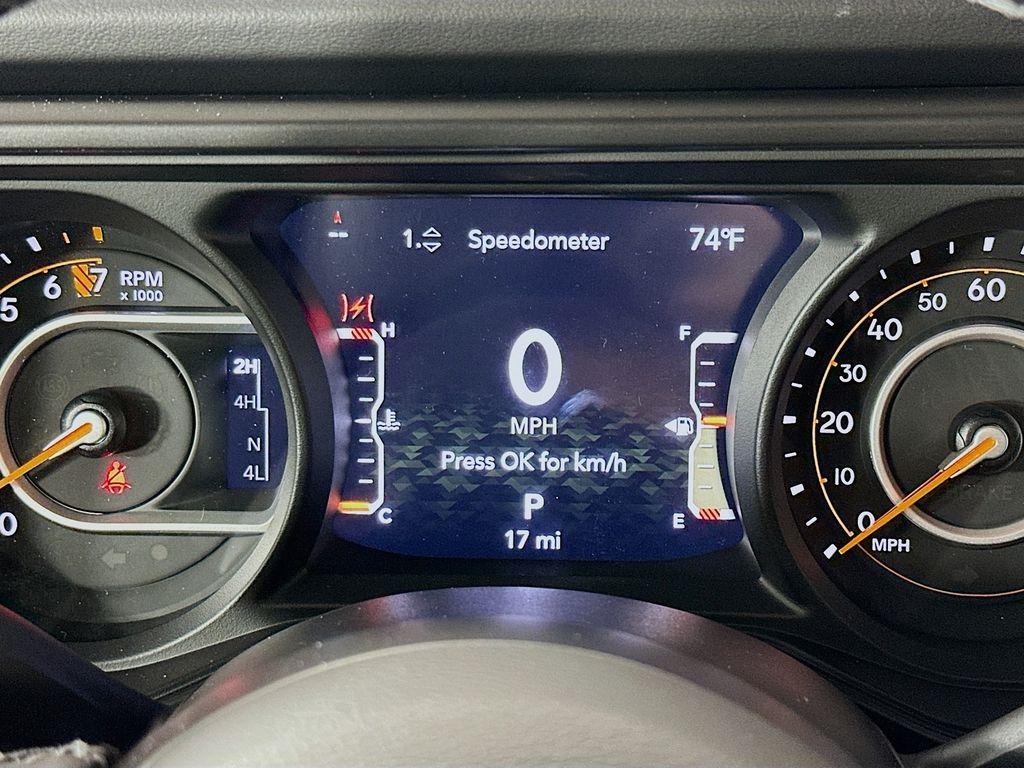 1. Speedometer 74°F
5 6 7 RPM
x 1000
0
2H
4H
N
4L
H
C
0
MPH
Press OK for km/h
P
17 mi
F
E
0 10 20 30 40 50 60
MPH
BRAKE